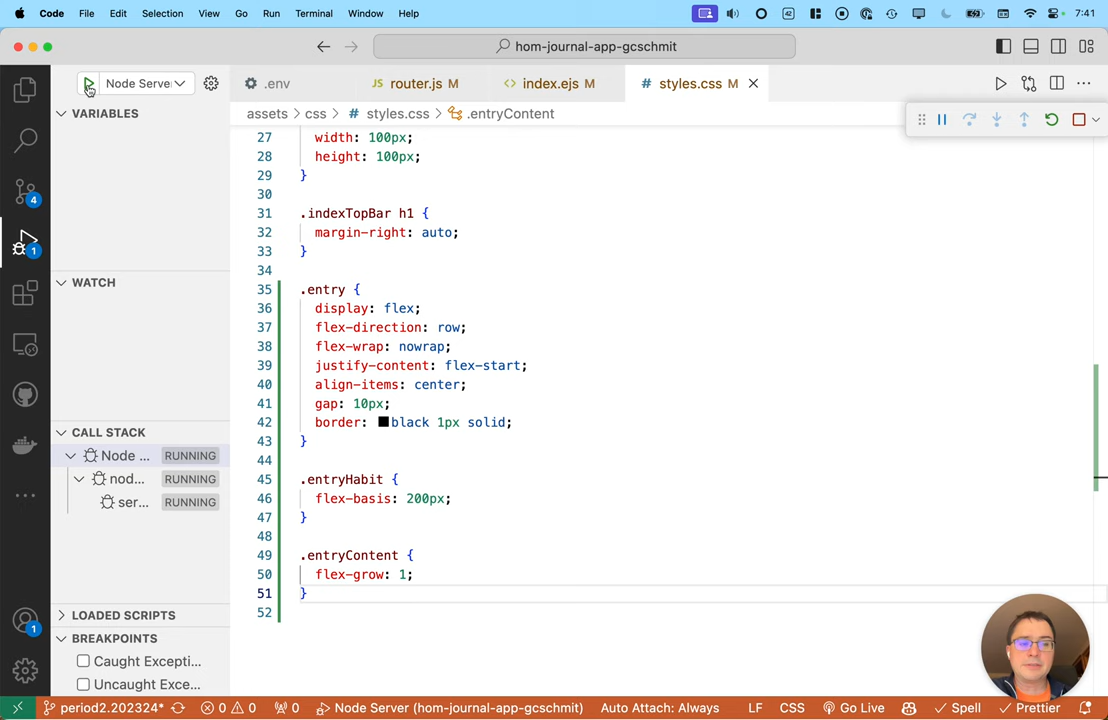 Code File Edit Selection View Go Run Terminal Window Help 42 7:41
hom-journal-app-gcschmit
Node Serve
.env
JS router.js M
<> index.ejs M
# styles.css M
assets > css > # styles.css > .entryContent
VARIABLES
WATCH
CALL STACK
Node ... RUNNING
nod... RUNNING
ser... RUNNING
LOADED SCRIPTS
BREAKPOINTS
Caught Excepti...
Uncaught Exce...
4
1
1
27 width: 100px;
28 height: 100px;
29 }
30
31 .indexTopBar h1 {
32 margin-right: auto;
33 }
34
35 .entry {
36 display: flex;
37 flex-direction: row;
38 flex-wrap: nowrap;
39 justify-content: flex-start;
40 align-items: center;
41 gap: 10px;
42 border: black 1px solid;
43 }
44
45 .entryHabit {
46 flex-basis: 200px;
47 }
48
49 .entryContent {
50 flex-grow: 1;
51 }
52
period2.202324* 0 0 0 Node Server (hom-journal-app-gcschmit) Auto Attach: Always LF CSS Go Live Spell Prettier